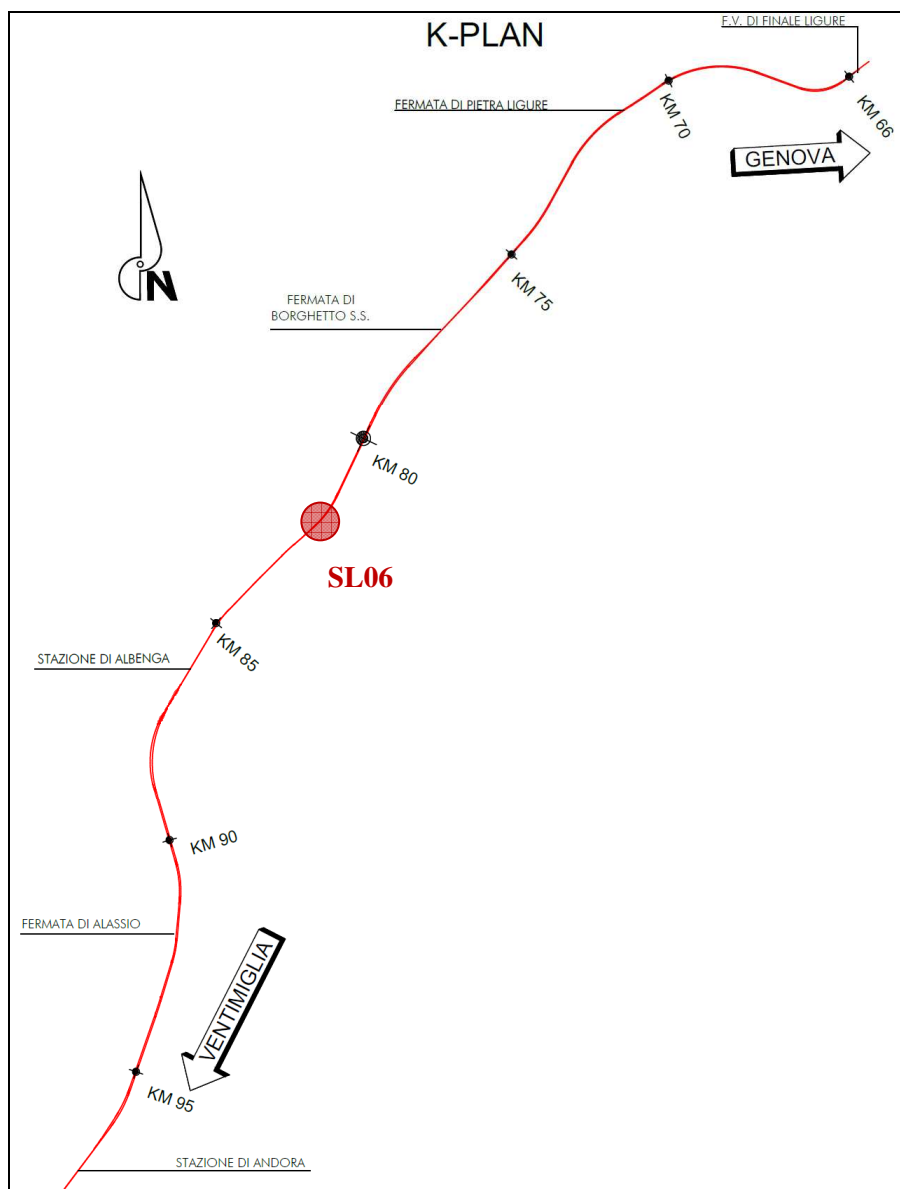 K-PLAN
F.V. DI FINALE LIGURE
FERMATA DI PIETRA LIGURE
KM 70
KM 66
GENOVA
N
KM 75
FERMATA DI
BORGHETTO S.S.
KM 80
SL06
KM 85
STAZIONE DI ALBENGA
KM 90
FERMATA DI ALASSIO
VENTIMIGLIA
KM 95
STAZIONE DI ANDORA